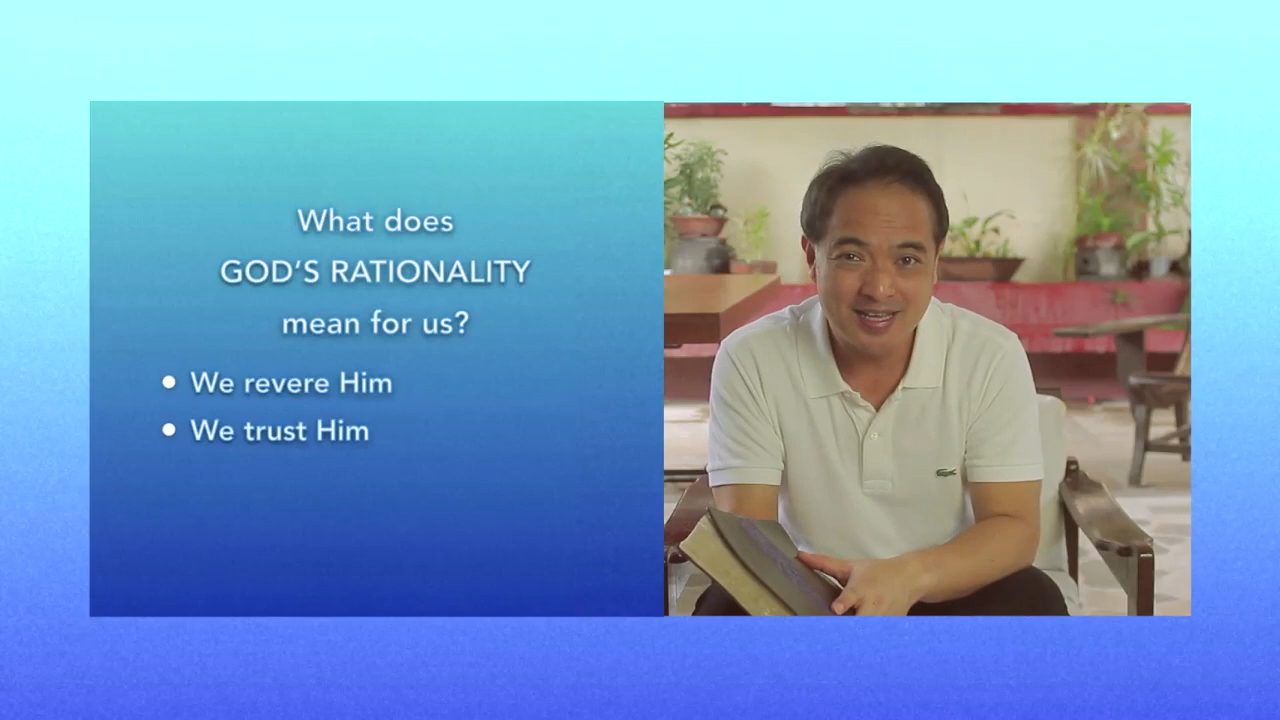 What does
GOD'S RATIONALITY
mean for us?
• We revere Him
• We trust Him